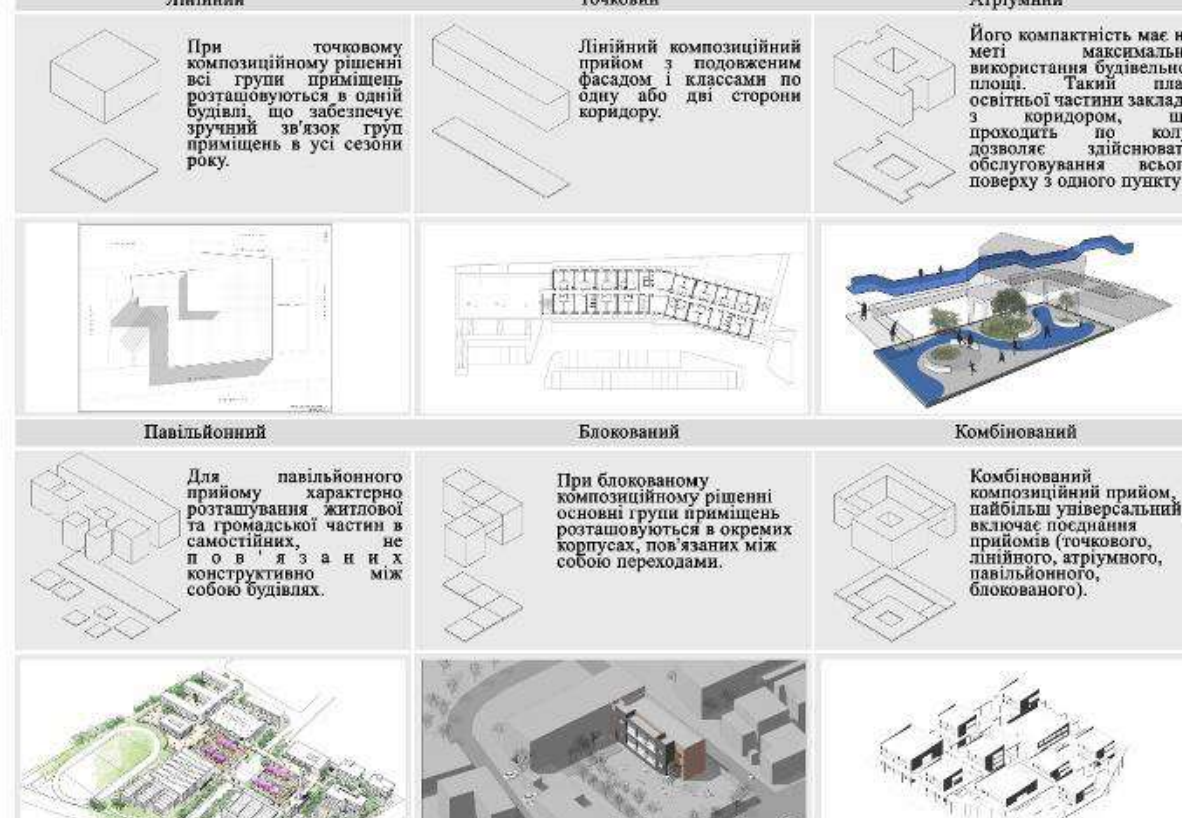 Лінійний
Точковий
Атріумний
При точковому
композиційному рішенні
всі групи приміщень
розташовуються в одній
будівлі, що забезпечує
зручний зв'язок груп
приміщень в усі сезони
року.
Лінійний композиційний
прийом з подовженим
фасадом і классами по
одну або дві сторони
коридору.
Його компактність має н
меті максимальн
використання будівельно
площі. Такий пла
освітньої частини заклад
з коридором, щ
проходить по колу
дозволяє здійснюват
обслуговування всьог
поверху з одного пункту
Павільйонний
Блокований
Комбінований
Для павільйонного
прийому характерно
розташування житлової
та громадської частин в
самостійних, не
пов'язаних
конструктивно між
собою будівлях.
При блокованому
композиційному рішенні
основні групи приміщень
розташовуються в окремих
корпусах, пов'язаних між
собою переходами.
Комбінований
композиційний прийом,
найбільш універсальний
включає поєднання
прийомів (точкового,
лінійного, атріумного,
павільйонного,
блокованого).